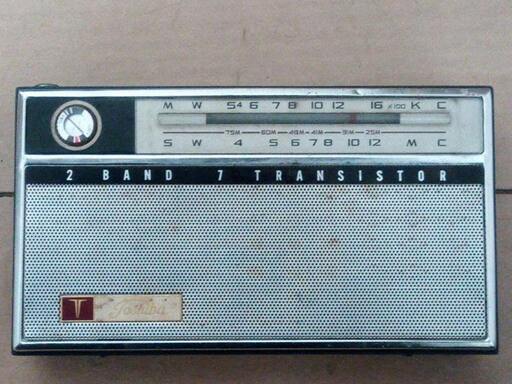 M W 54 6 7 8 10 12 16 x100 K C
75M 60M 49M 41M 31M 25M
S W 4 5 6 7 8 10 12 M C
2 BAND 7 TRANSISTOR
T Toshiba